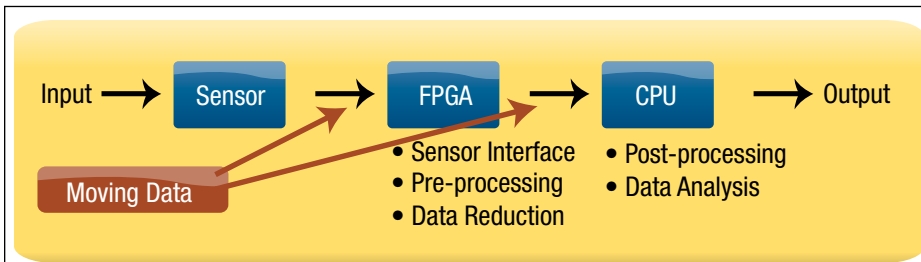 Input
Sensor
FPGA
CPU
Output
Moving Data
• Sensor Interface
• Pre-processing
• Data Reduction
• Post-processing
• Data Analysis